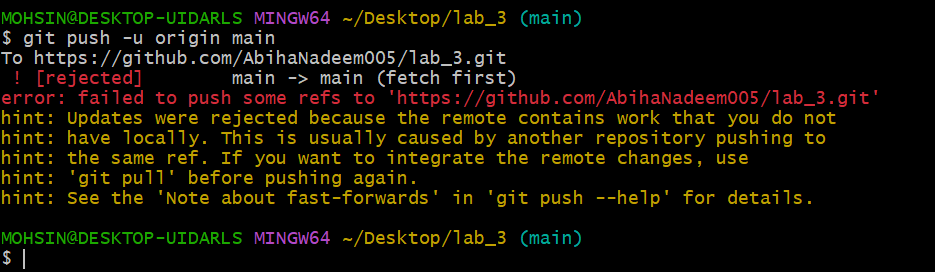 MOHSIN@DESKTOP-UIDARLS MINGW64 ~/Desktop/lab_3 (main)
$ git push -u origin main
To https://github.com/AbihaNadeem005/lab_3.git
 ! [rejected]        main -> main (fetch first)
error: failed to push some refs to 'https://github.com/AbihaNadeem005/lab_3.git'
hint: Updates were rejected because the remote contains work that you do not
hint: have locally. This is usually caused by another repository pushing to
hint: the same ref. If you want to integrate the remote changes, use
hint: 'git pull' before pushing again.
hint: See the 'Note about fast-forwards' in 'git push --help' for details.
MOHSIN@DESKTOP-UIDARLS MINGW64 ~/Desktop/lab_3 (main)
$